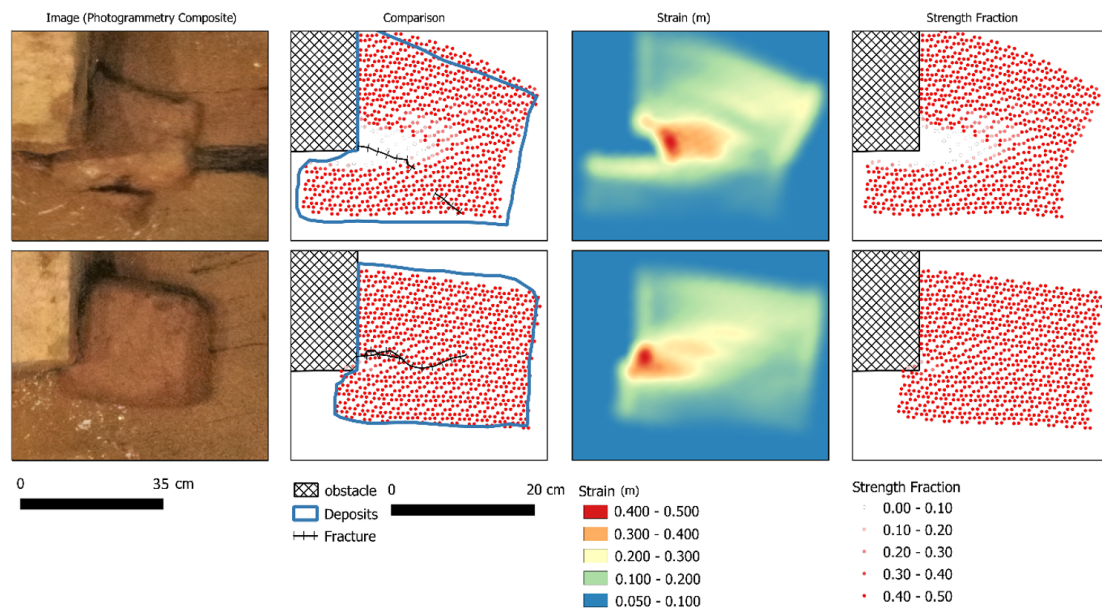 Image (Photogrammetry Composite)
Comparison
Strain (m)
Strength Fraction
0
35 cm
obstacle
Deposits
Fracture
0
20 cm
Strain (m)
0.400 - 0.500
0.300 - 0.400
0.200 - 0.300
0.100 - 0.200
0.050 - 0.100
Strength Fraction
0.00 - 0.10
0.10 - 0.20
0.20 - 0.30
0.30 - 0.40
0.40 - 0.50